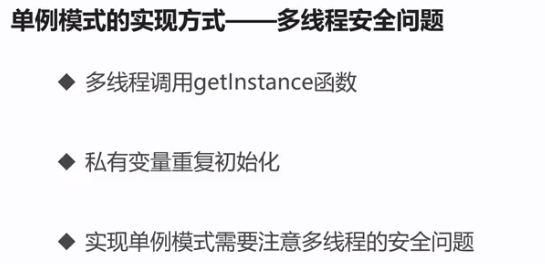 单例模式的实现方式——多线程安全问题
◆ 多线程调用getInstance函数
◆ 私有变量重复初始化
◆ 实现单例模式需要注意多线程的安全问题